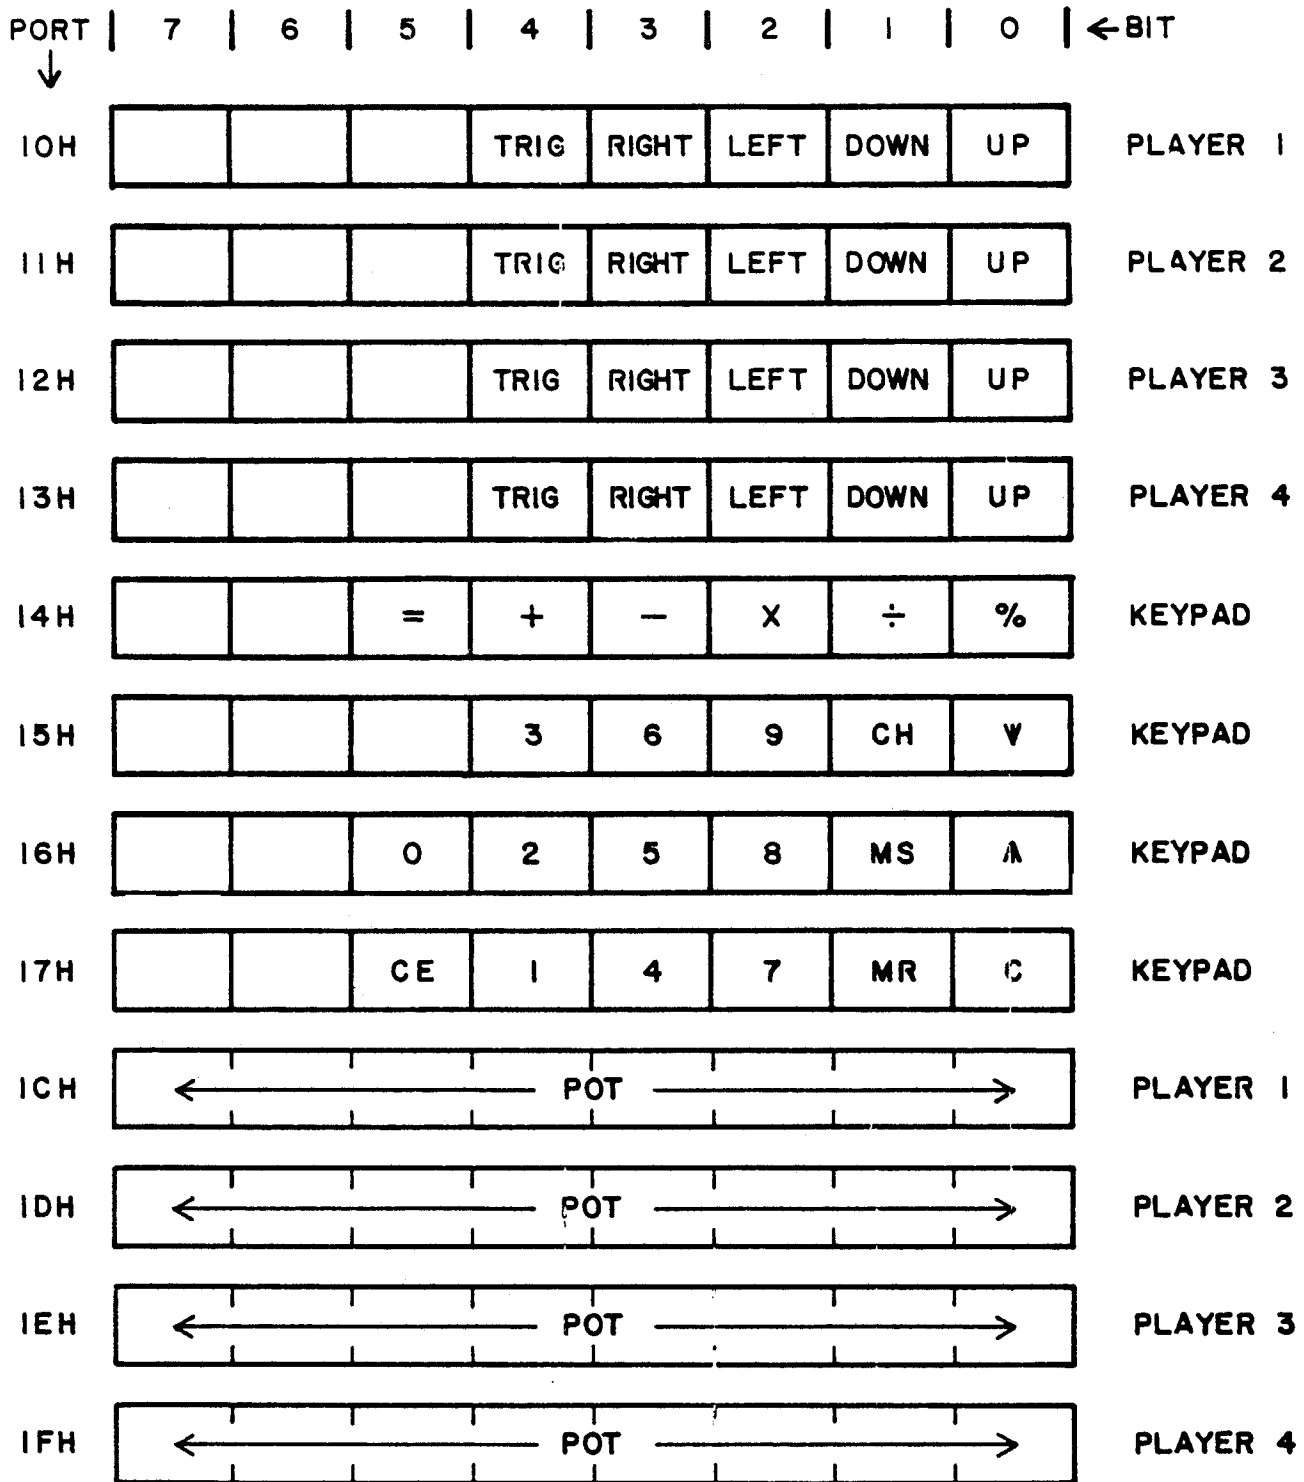 PORT 7 6 5 4 3 2 1 0 ←BIT
↓
10H TRIG RIGHT LEFT DOWN UP PLAYER 1
11H TRIG RIGHT LEFT DOWN UP PLAYER 2
12H TRIG RIGHT LEFT DOWN UP PLAYER 3
13H TRIG RIGHT LEFT DOWN UP PLAYER 4
14H = + − X ÷ % KEYPAD
15H 3 6 9 CH ↓ KEYPAD
16H 0 2 5 8 MS ↑ KEYPAD
17H CE 1 4 7 MR C KEYPAD
1CH POT PLAYER 1
1DH POT PLAYER 2
1EH POT PLAYER 3
1FH POT PLAYER 4